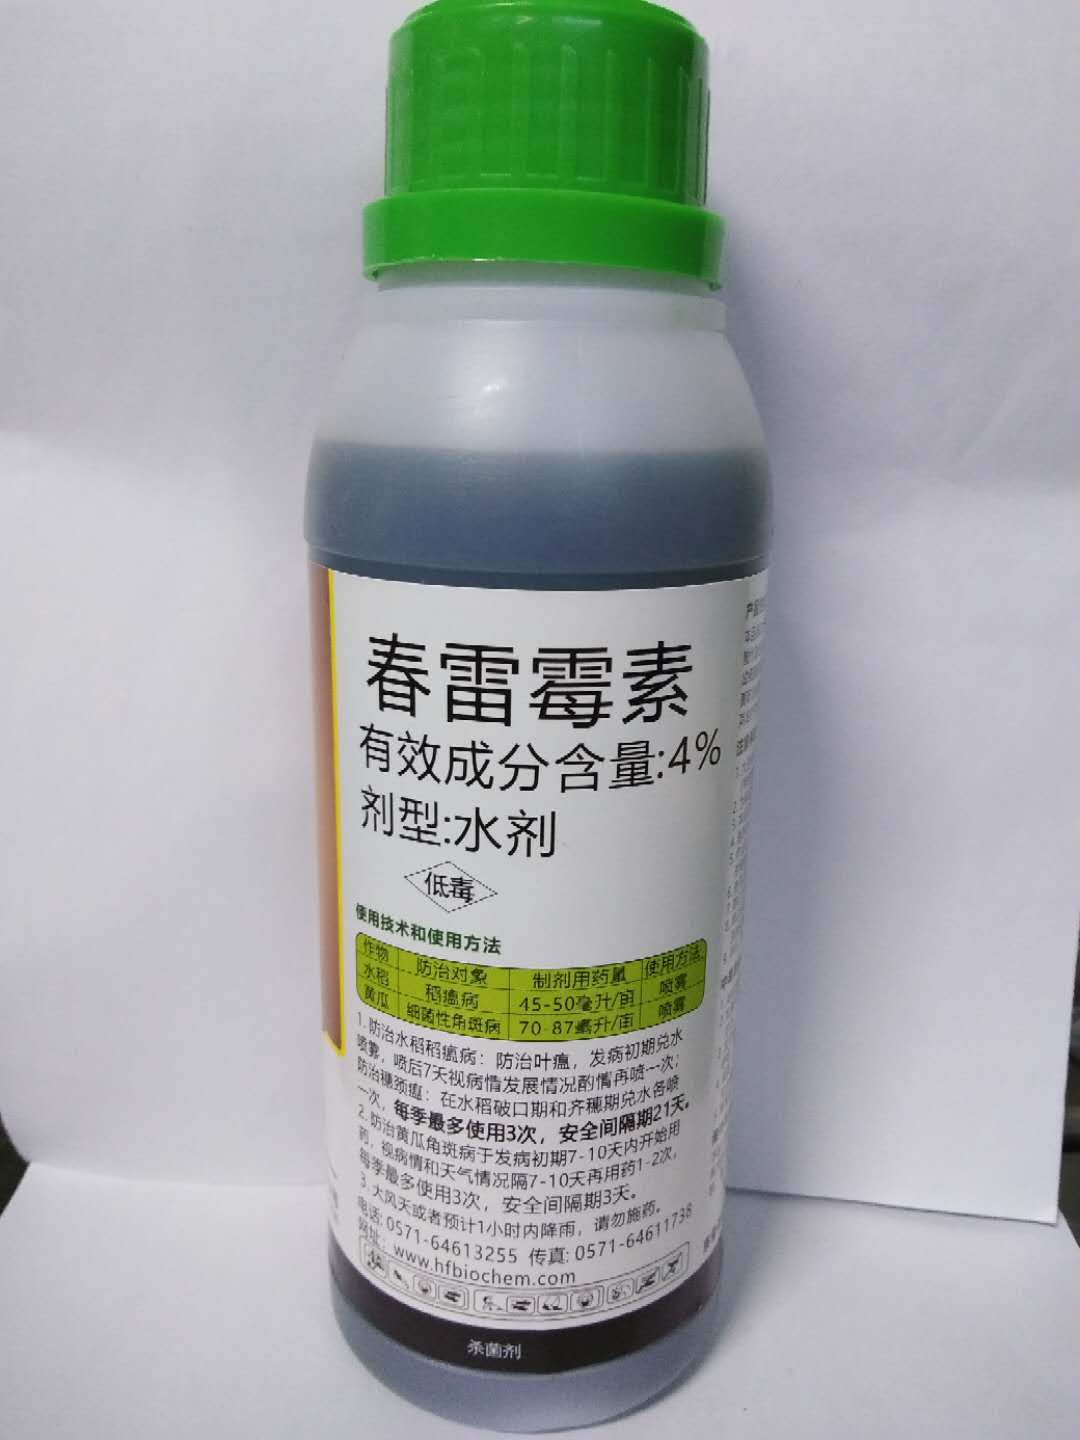 春雷霉素
有效成分含量:4%
剂型:水剂
低毒
使用技术和使用方法
作物 防治对象 制剂用药量 使用方法
水稻 稻瘟病 45-50毫升/亩 喷雾
黄瓜 细菌性角斑病 70-87毫升/亩 喷雾
1.防治水稻稻瘟病：防治叶瘟，发病初期兑水
喷雾，喷后7天视病情发展情况酌情再喷一次；
防治穗颈瘟：在水稻破口期和齐穗期兑水各喷
一次，每季最多使用3次，安全间隔期21天。
2.防治黄瓜角斑病于发病初期7-10天内开始用
药，视病情和天气情况隔7-10天再用药1-2次，
每季最多使用3次，安全间隔期3天。
3.大风天或者预计1小时内降雨，请勿施药。
电话: 0571-64613255 传真: 0571-64611738
网址: www.hfbiochem.com
杀菌剂